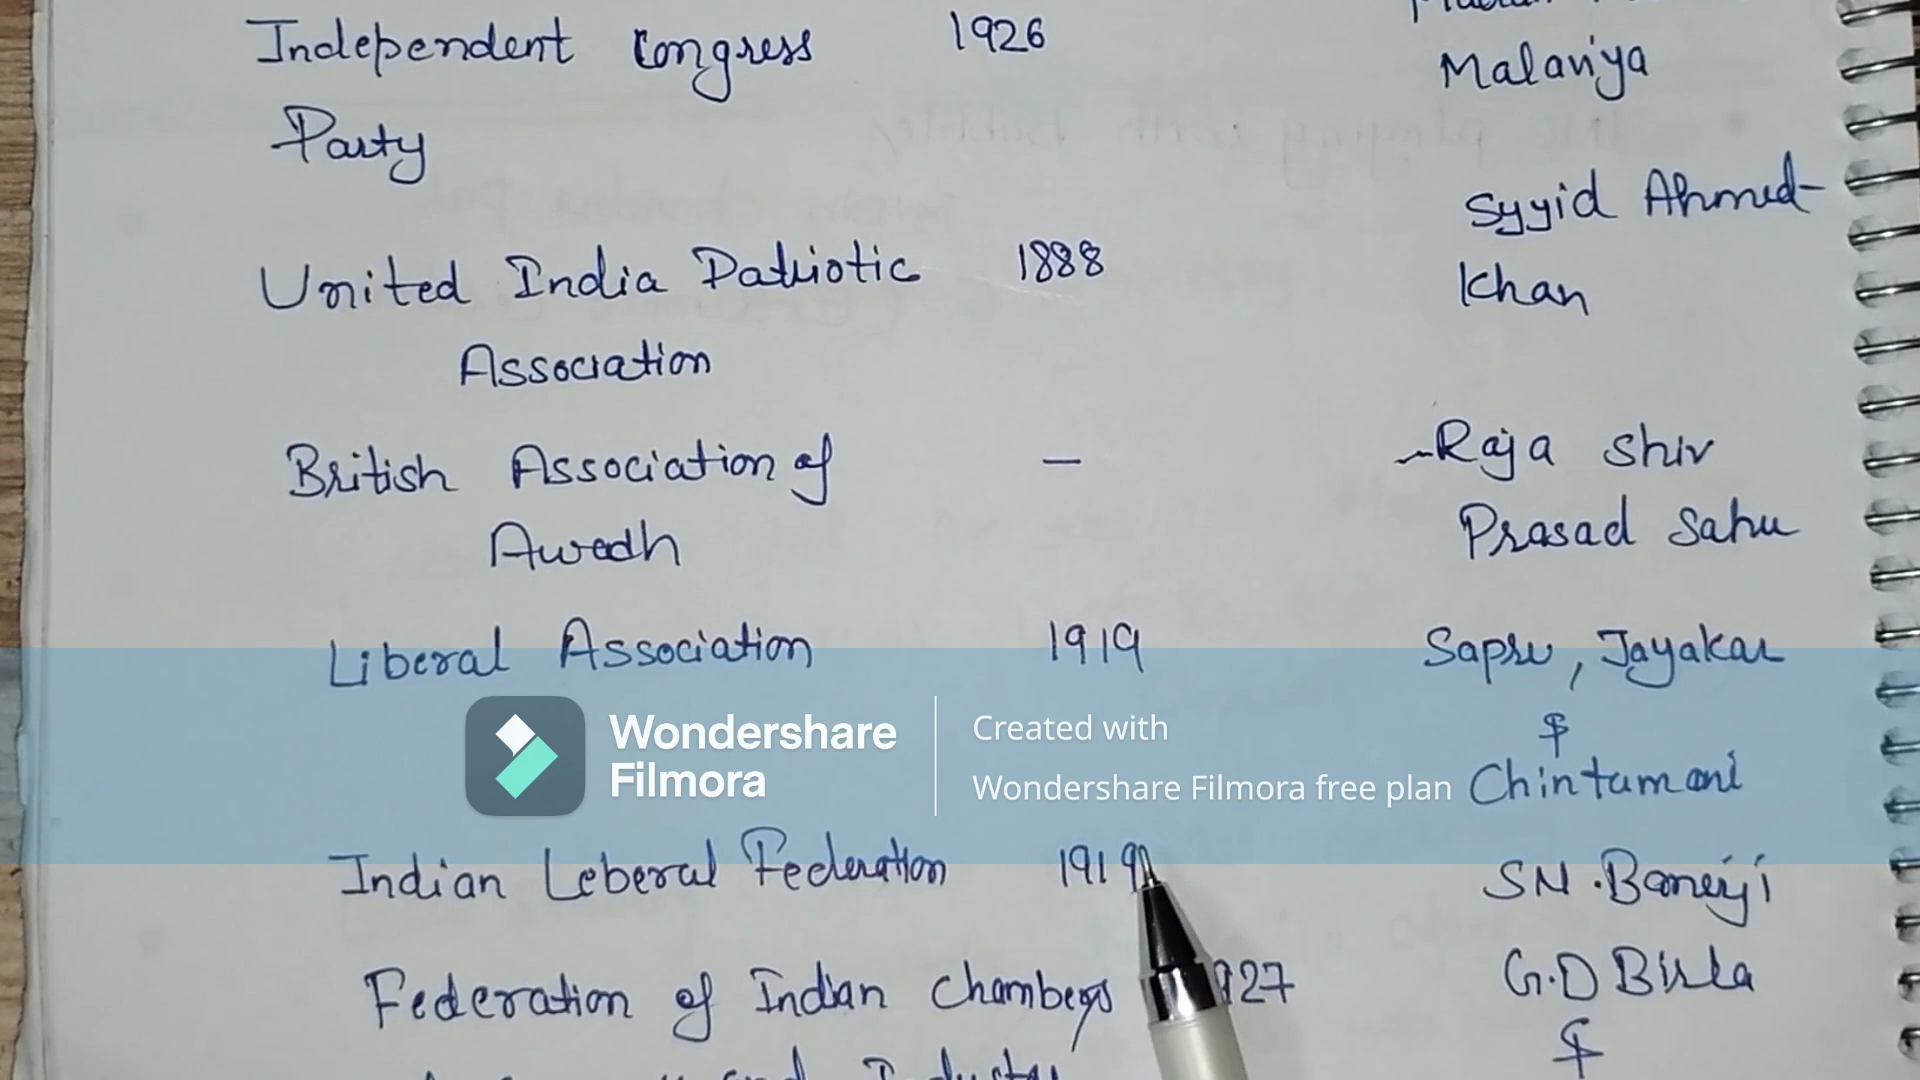 Independent Congress 1926
Malaviya
Party
Syyid Ahmed-
United India Patriotic 1888
Khan
Association
British Association of — Raja Shiv
Awedh
Prasad Sahu
Liberal Association 1919 Sapru, Jayakar
&
Wondershare
Filmora
Created with
Wondershare Filmora free plan
Chintamani
Indian Leberal Federation 1919 S.N. Banerji
Federation of Indian Chambers 1927 G.D Birla
&